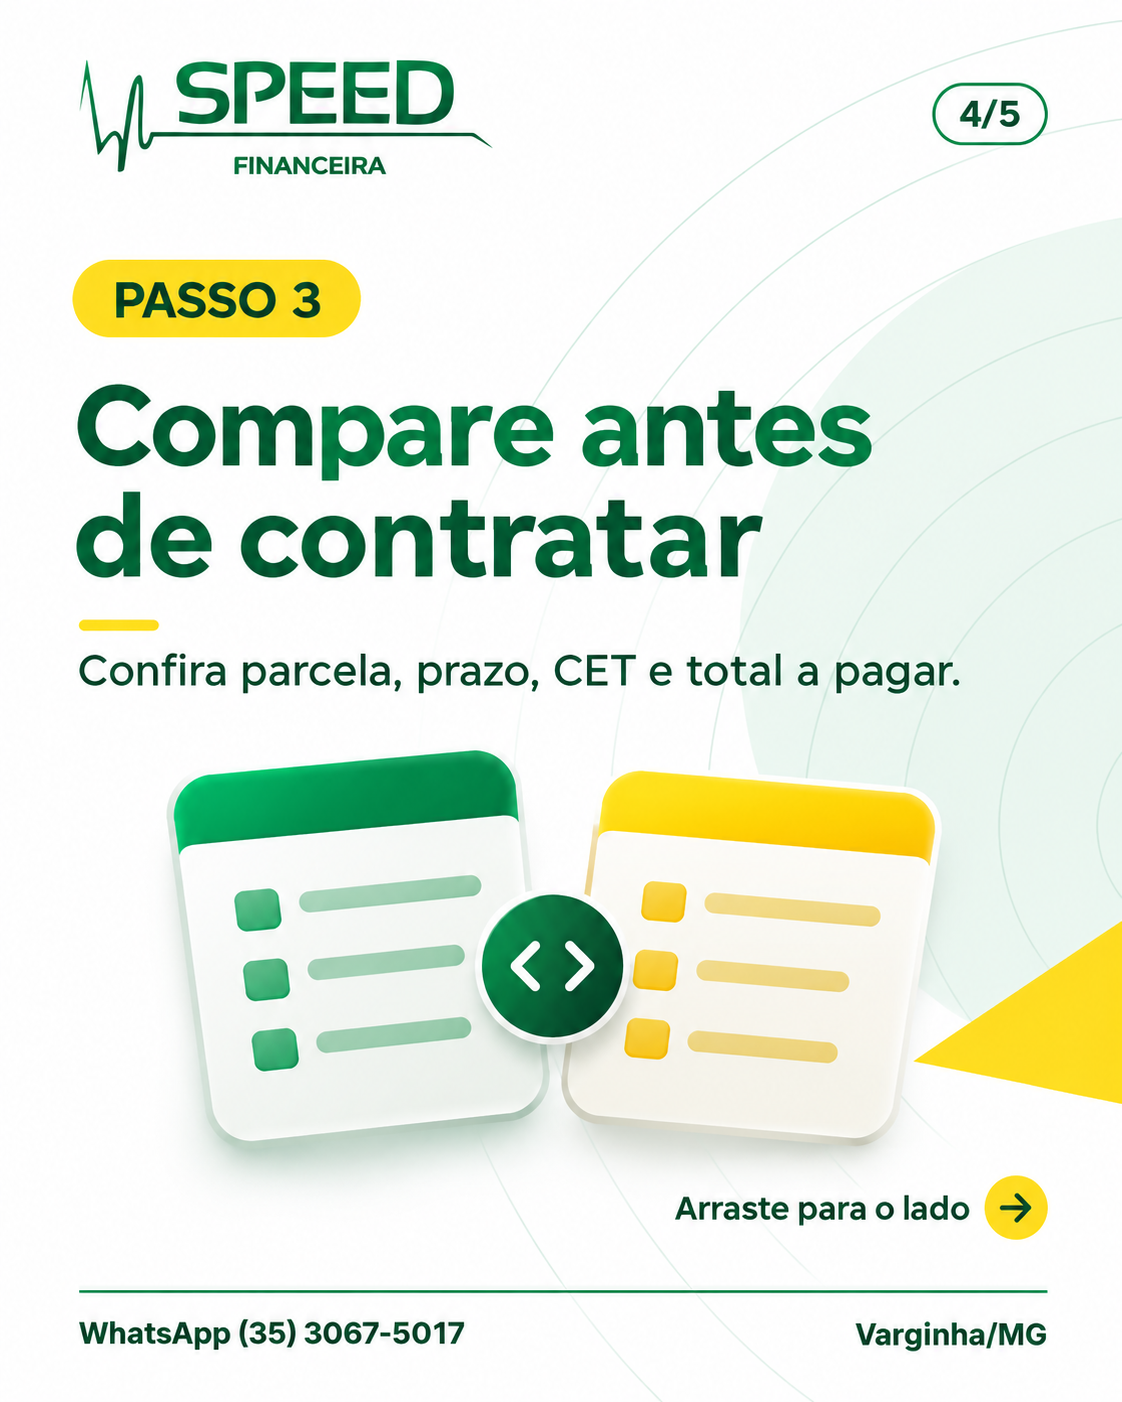 SPEED
FINANCEIRA
4/5
PASSO 3
Compare antes
de contratar
Confira parcela, prazo, CET e total a pagar.
Arraste para o lado
WhatsApp (35) 3067-5017
Varginha/MG